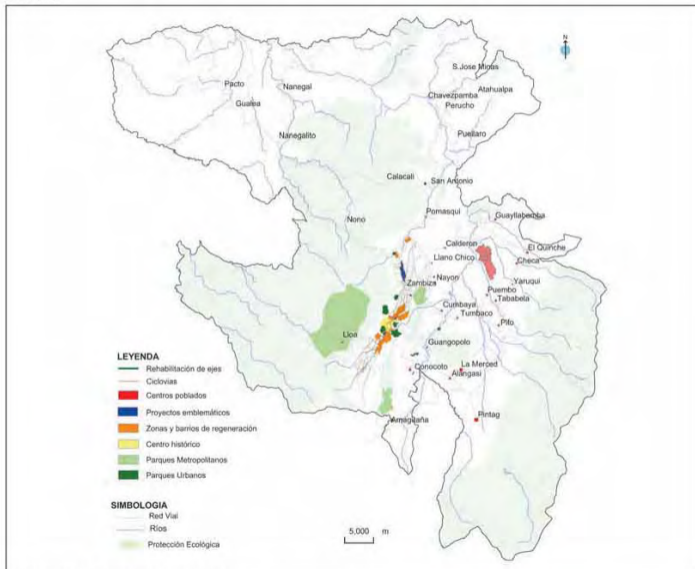 N
S.Jose Minas
Pacto
Nanegal
Atahualpa
Chavezpamba
Gualea
Perucho
Nanegalito
Puellaro
Calacali
San Antonio
Nono
Pomasqui
Guayllabamba
Calderon
El Quinche
Llano Chico
Checa
Zambiza
Nayon
Yaruqui
Puembo
Tababela
Cumbaya
Tumbaco
Pifo
Lloa
Guangopolo
La Merced
Conocoto
Alangasi
Pintag
Amaguaña
LEYENDA
Rehabilitación de ejes
Ciclovias
Centros poblados
Proyectos emblemáticos
Zonas y barrios de regeneración
Centro histórico
Parques Metropolitanos
Parques Urbanos
SIMBOLOGIA
Red Vial
Ríos
Protección Ecológica
5,000 m